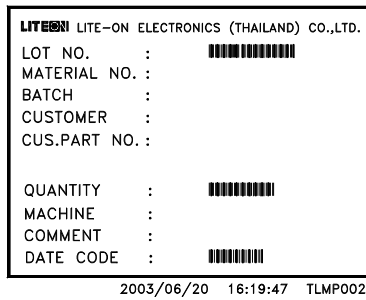 LITEON LITE-ON ELECTRONICS (THAILAND) CO.,LTD.
LOT NO. :
MATERIAL NO. :
BATCH :
CUSTOMER :
CUS.PART NO. :
QUANTITY :
MACHINE :
COMMENT :
DATE CODE :
2003/06/20 16:19:47 TLMP002